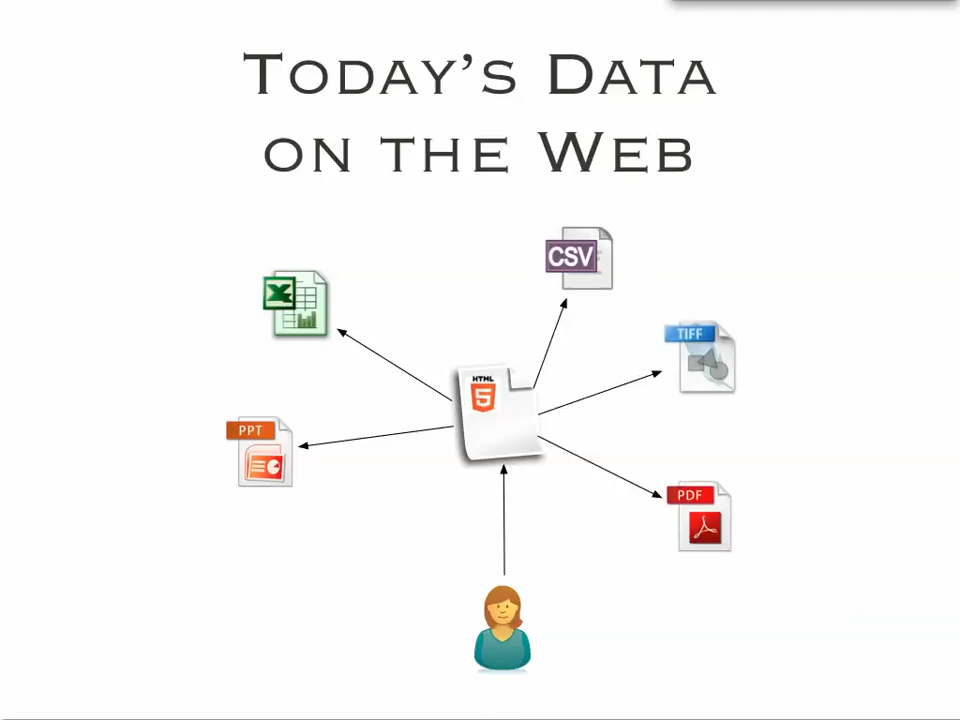 TODAY'S DATA
ON THE WEB
CSV
X
TIFF
HTML
5
PPT
PDF